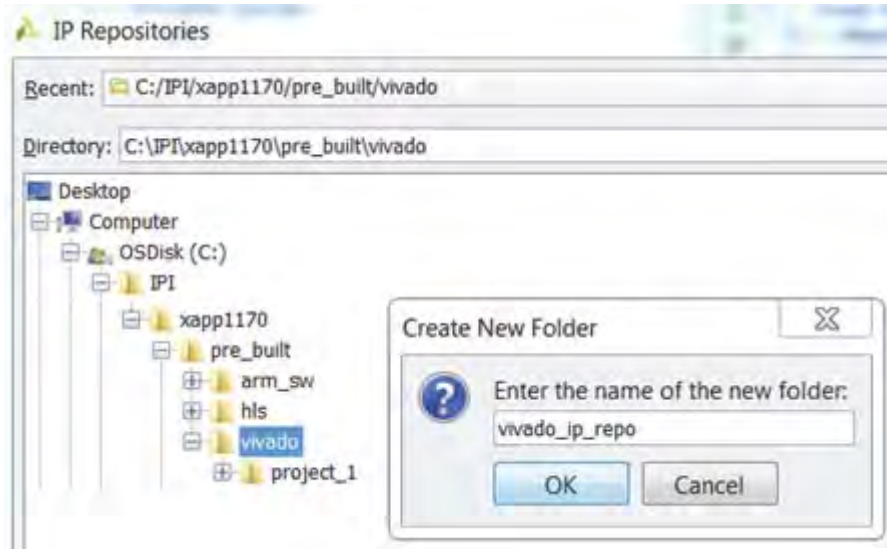 IP Repositories
Recent: C:/IPI/xapp1170/pre_built/vivado
Directory: C:\IPI\xapp1170\pre_built\vivado
Desktop
Computer
OSDisk (C:)
IPI
xapp1170
pre_built
arm_sw
hls
vivado
project_1
Create New Folder
Enter the name of the new folder:
vivado_ip_repo
OK Cancel